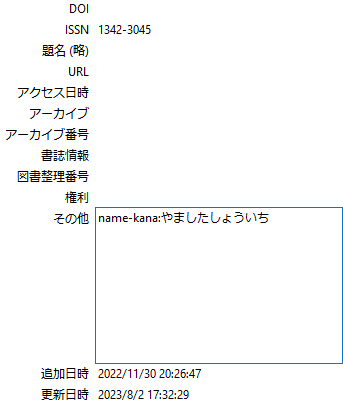 DOI
ISSN 1342-3045
題名 (略)
URL
アクセス日時
アーカイブ
アーカイブ番号
書誌情報
図書整理番号
権利
その他 name-kana:やましたしょういち
追加日時 2022/11/30 20:26:47
更新日時 2023/8/2 17:32:29